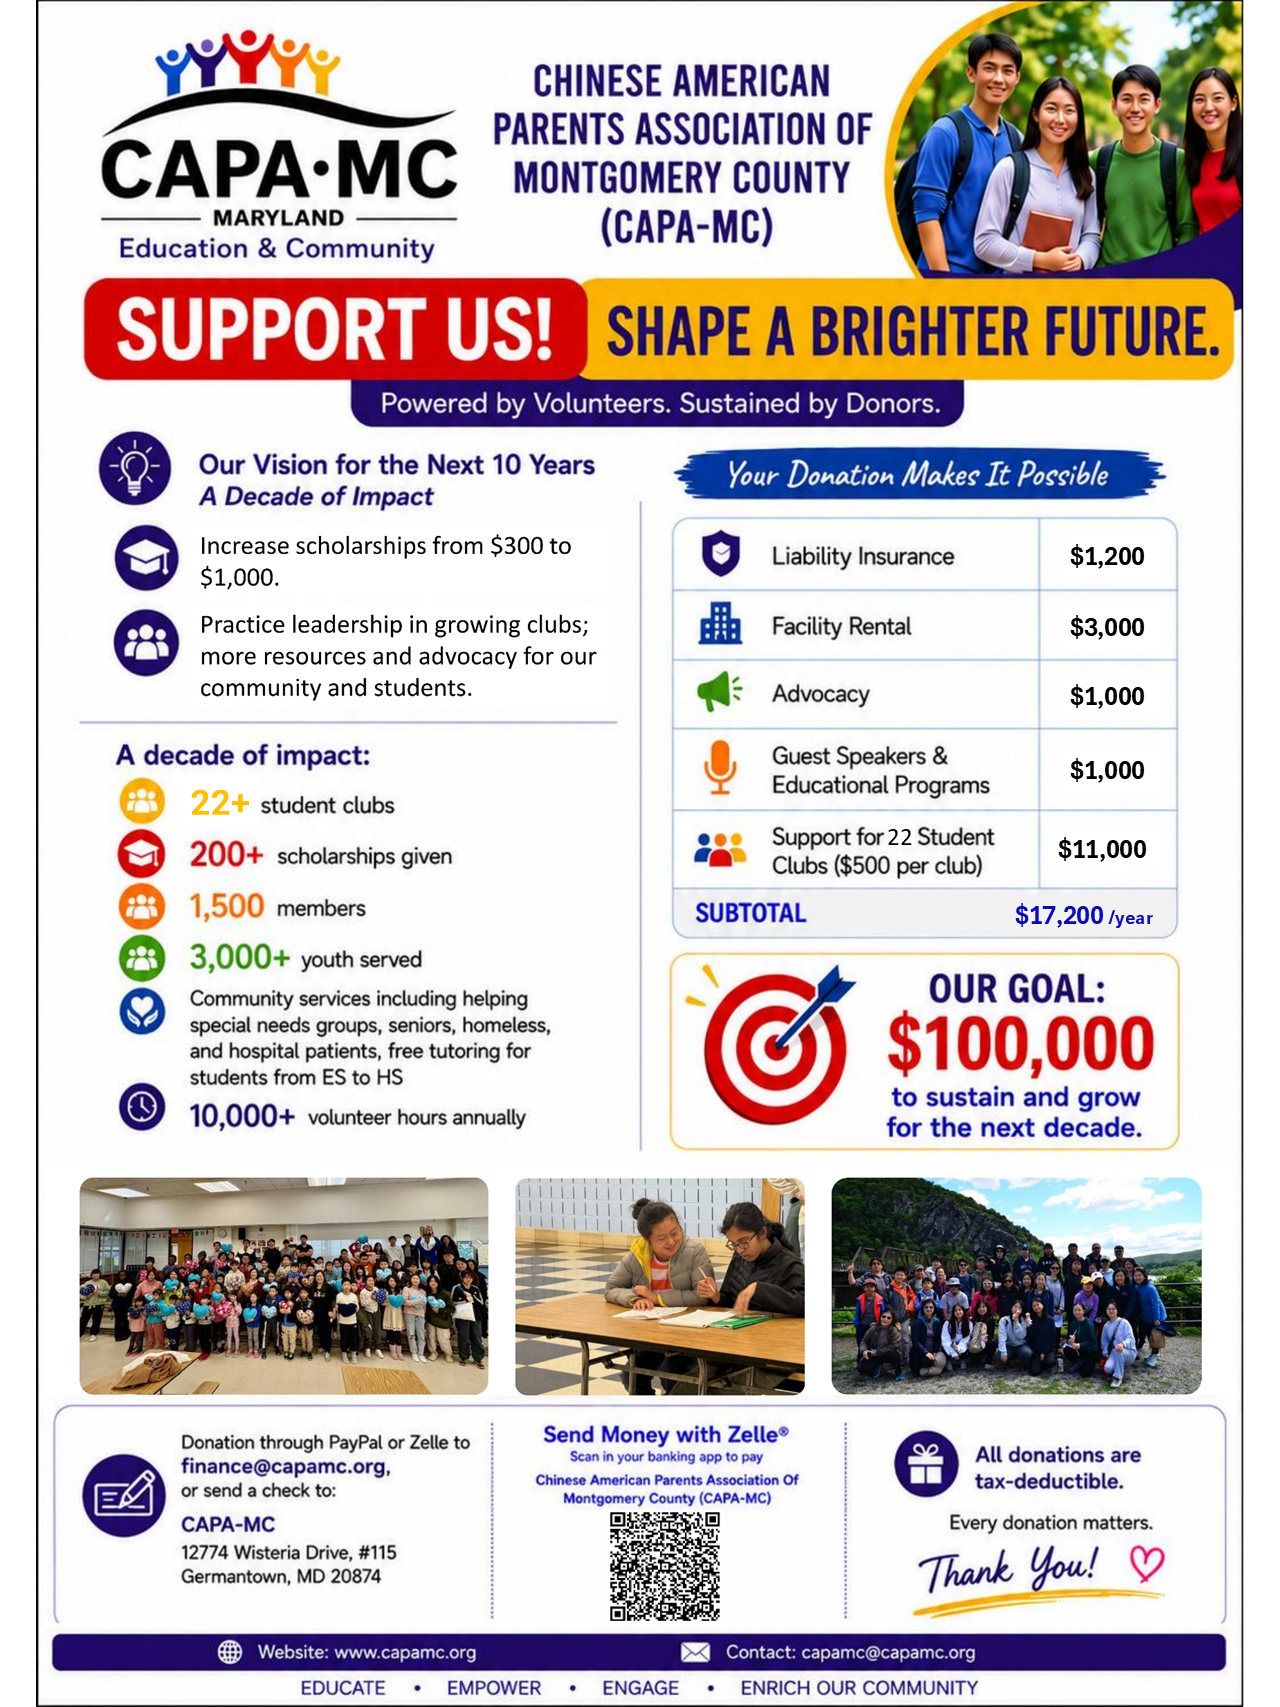 CAPA·MC
MARYLAND
Education & Community
CHINESE AMERICAN
PARENTS ASSOCIATION OF
MONTGOMERY COUNTY
(CAPA-MC)
SUPPORT US!
SHAPE A BRIGHTER FUTURE.
Powered by Volunteers. Sustained by Donors.
Our Vision for the Next 10 Years
A Decade of Impact
Increase scholarships from $300 to
$1,000.
Practice leadership in growing clubs;
more resources and advocacy for our
community and students.
A decade of impact:
22+ student clubs
200+ scholarships given
1,500 members
3,000+ youth served
Community services including helping
special needs groups, seniors, homeless,
and hospital patients, free tutoring for
students from ES to HS
10,000+ volunteer hours annually
Your Donation Makes It Possible
Liability Insurance $1,200
Facility Rental $3,000
Advocacy $1,000
Guest Speakers &
Educational Programs $1,000
Support for 22 Student
Clubs ($500 per club) $11,000
SUBTOTAL $17,200 /year
OUR GOAL:
$100,000
to sustain and grow
for the next decade.
Donation through PayPal or Zelle to
finance@capamc.org,
or send a check to:
CAPA-MC
12774 Wisteria Drive, #115
Germantown, MD 20874
Send Money with Zelle®
Scan in your banking app to pay
Chinese American Parents Association Of
Montgomery County (CAPA-MC)
All donations are
tax-deductible.
Every donation matters.
Thank You!
Website: www.capamc.org
Contact: capamc@capamc.org
EDUCATE • EMPOWER • ENGAGE • ENRICH OUR COMMUNITY